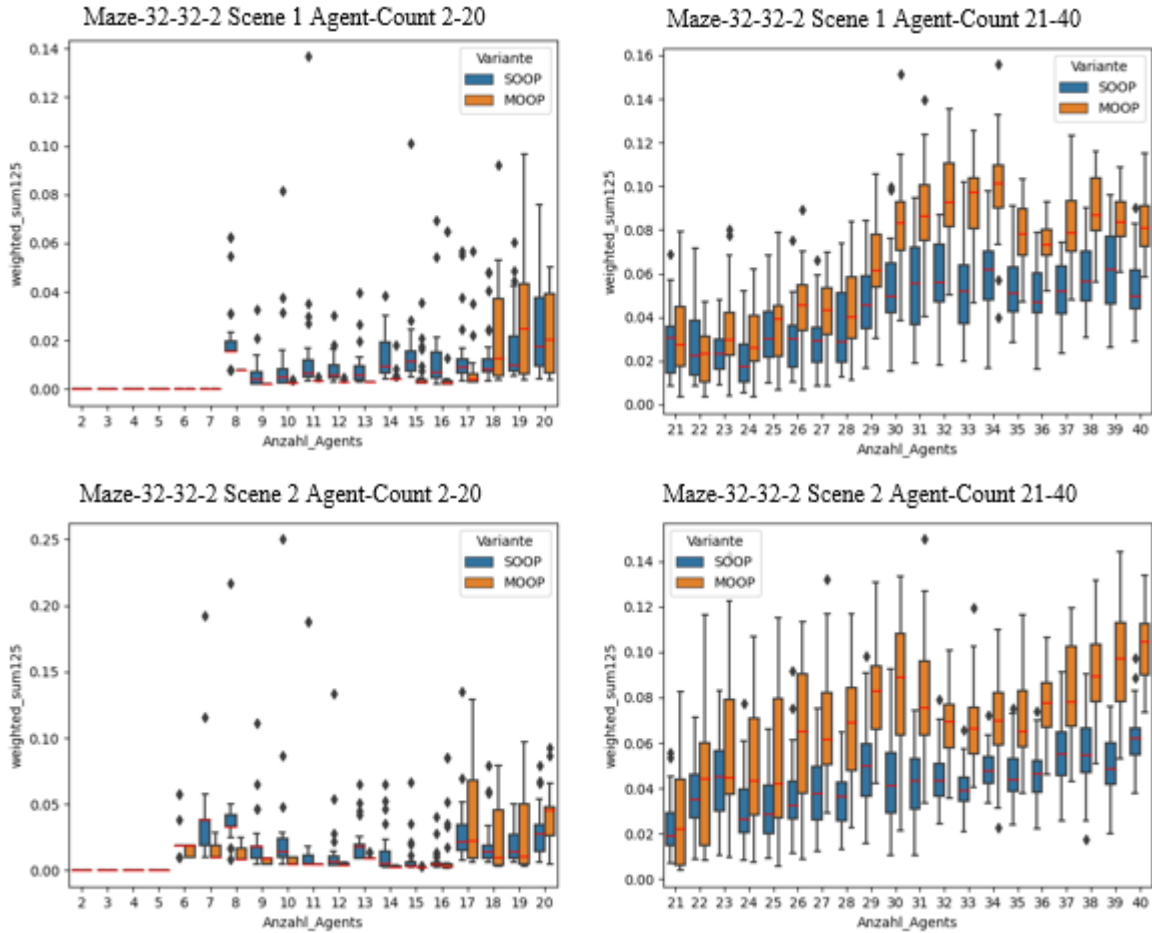 Maze-32-32-2 Scene 1 Agent-Count 2-20
0.14
0.12
0.10
0.08
0.06
0.04
0.02
0.00
weighted_sum125
Variante
SOOP
MOOP
2 3 4 5 6 7 8 9 10 11 12 13 14 15 16 17 18 19 20
Anzahl_Agents
Maze-32-32-2 Scene 1 Agent-Count 21-40
0.16
0.14
0.12
0.10
0.08
0.06
0.04
0.02
0.00
weighted_sum125
Variante
SOOP
MOOP
21 22 23 24 25 26 27 28 29 30 31 32 33 34 35 36 37 38 39 40
Anzahl_Agents
Maze-32-32-2 Scene 2 Agent-Count 2-20
0.25
0.20
0.15
0.10
0.05
0.00
weighted_sum125
Variante
SOOP
MOOP
2 3 4 5 6 7 8 9 10 11 12 13 14 15 16 17 18 19 20
Anzahl_Agents
Maze-32-32-2 Scene 2 Agent-Count 21-40
0.14
0.12
0.10
0.08
0.06
0.04
0.02
0.00
weighted_sum125
Variante
SOOP
MOOP
21 22 23 24 25 26 27 28 29 30 31 32 33 34 35 36 37 38 39 40
Anzahl_Agents